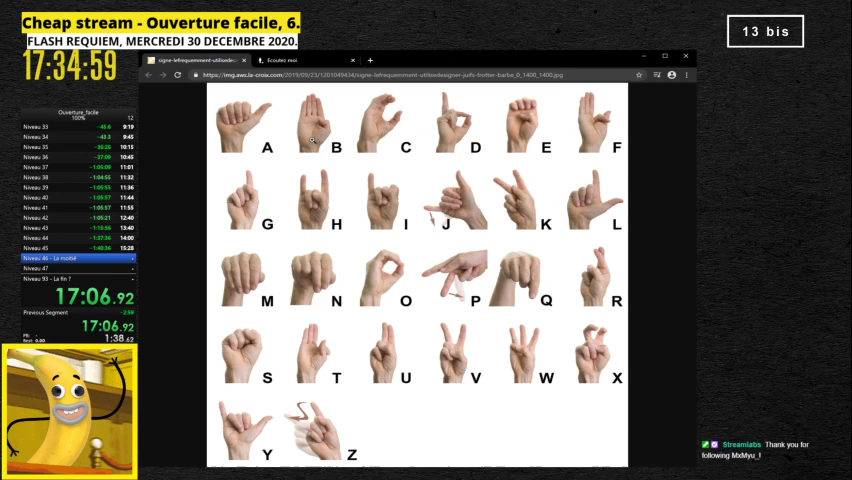 Cheap stream - Ouverture facile, 6.
FLASH REQUIEM, MERCREDI 30 DECEMBRE 2020.
17:34:59
13 bis
signe-lefrequemment-utilisedesi
Ecoutez moi
https://img.aws.la-croix.com/2019/09/23/1201049434/signe-lefrequemment-utilisedesigner-juifs-frotter-barbe_0_1400_1400.jpg
Ouverture_facile
100% 12
Niveau 33 -45.6 9:19
Niveau 34 -43.3 9:45
Niveau 35 -36:26 10:15
Niveau 36 -37:09 10:45
Niveau 37 -1:05:09 11:01
Niveau 38 -1:04:55 11:32
Niveau 39 -1:05:55 11:36
Niveau 40 -1:05:57 11:44
Niveau 41 -1:05:57 11:55
Niveau 42 -1:05:21 12:40
Niveau 43 -1:15:56 13:40
Niveau 44 -1:37:36 14:00
Niveau 45 -1:40:36 15:28
Niveau 46 - La moitié -
Niveau 47 -
Niveau 93 - La fin ? -
17:06.92
Previous Segment -2:59
17:06.92
PB: -
Best: 0.00 1:38.62
A B C D E F
G H I J K L
M N O P Q R
S T U V W X
Y Z
Streamlabs Thank you for
following MxMyu_!